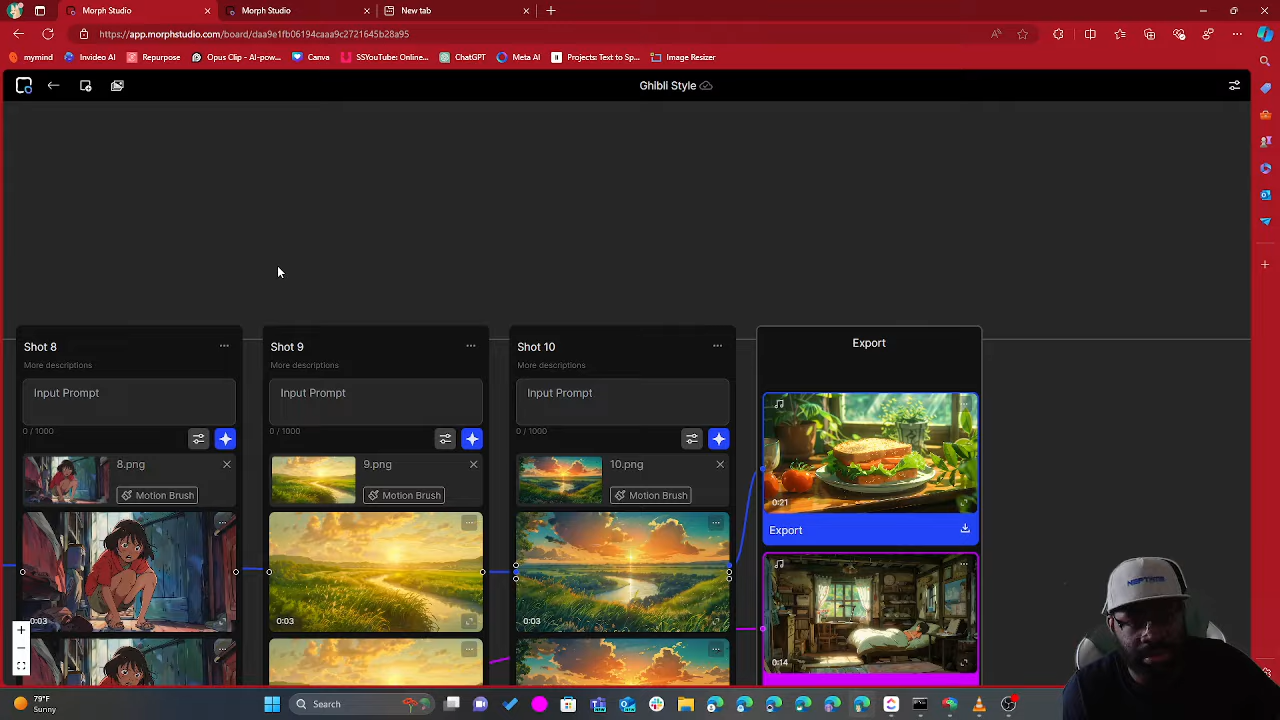 Morph Studio
Morph Studio
New tab
https://app.morphstudio.com/board/daa9e1fb06194caaa9c2721645b28a95
mymind
Invideo AI
Repurpose
Opus Clip - AI-pow...
Canva
SSYouTube: Online...
ChatGPT
Meta AI
Projects: Text to Sp...
Image Resizer
Ghibli Style
Shot 8
More descriptions
Input Prompt
0 / 1000
8.png
Motion Brush
0:03
Shot 9
More descriptions
Input Prompt
0 / 1000
9.png
Motion Brush
0:03
Shot 10
More descriptions
Input Prompt
0 / 1000
10.png
Motion Brush
0:03
Export
0:21
Export
0:14
79°F
Sunny
Search